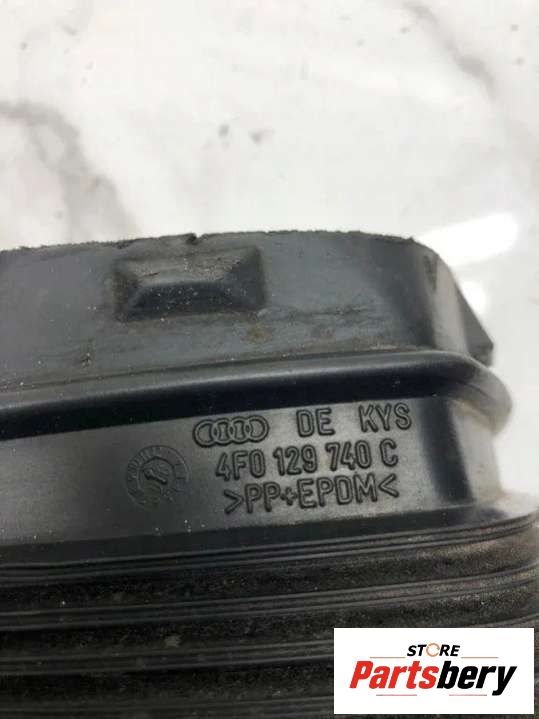 DE KYS
4F0 129 740 C
>PP+EPDM<
STORE
Partsbery